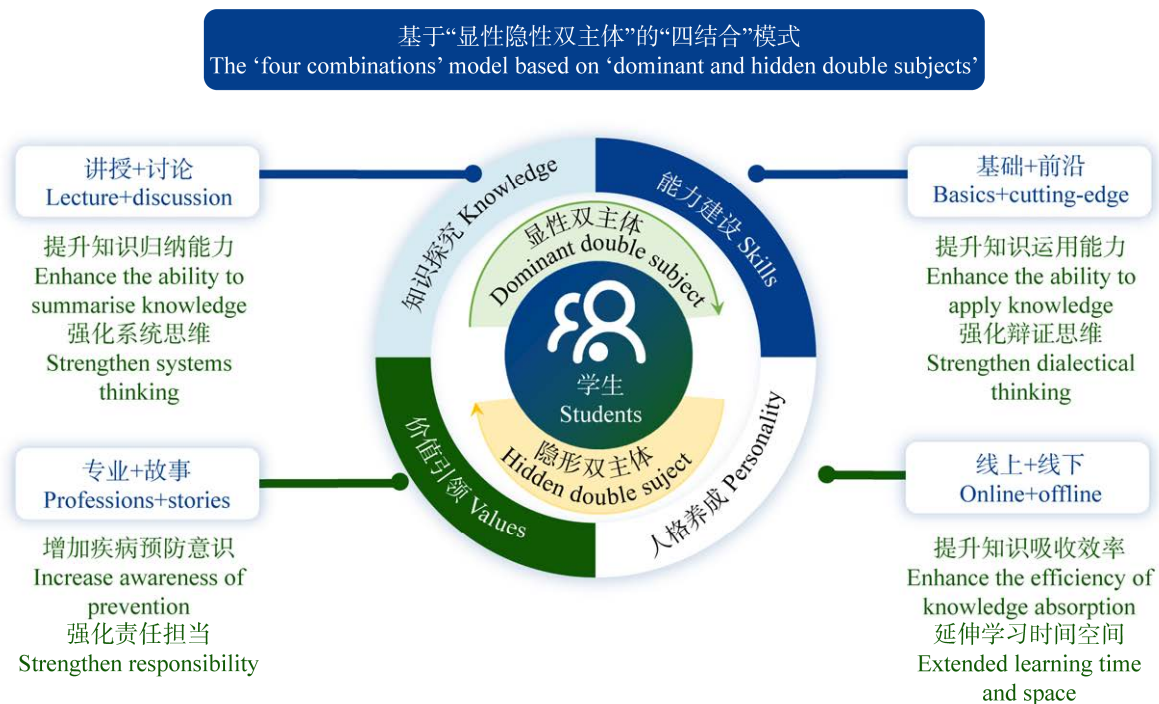 基于“显性隐性双主体”的“四结合”模式
The ‘four combinations’ model based on ‘dominant and hidden double subjects’
讲授+讨论
Lecture+discussion
提升知识归纳能力
Enhance the ability to
summarise knowledge
强化系统思维
Strengthen systems
thinking
专业+故事
Professions+stories
增加疾病预防意识
Increase awareness of
prevention
强化责任担当
Strengthen responsibility
知识探究 Knowledge
能力建设 Skills
显性双主体
Dominant double subject
学生
Students
隐形双主体
Hidden double suject
价值引领 Values
人格养成 Personality
基础+前沿
Basics+cutting-edge
提升知识运用能力
Enhance the ability to
apply knowledge
强化辩证思维
Strengthen dialectical
thinking
线上+线下
Online+offline
提升知识吸收效率
Enhance the efficiency of
knowledge absorption
延伸学习时间空间
Extended learning time
and space